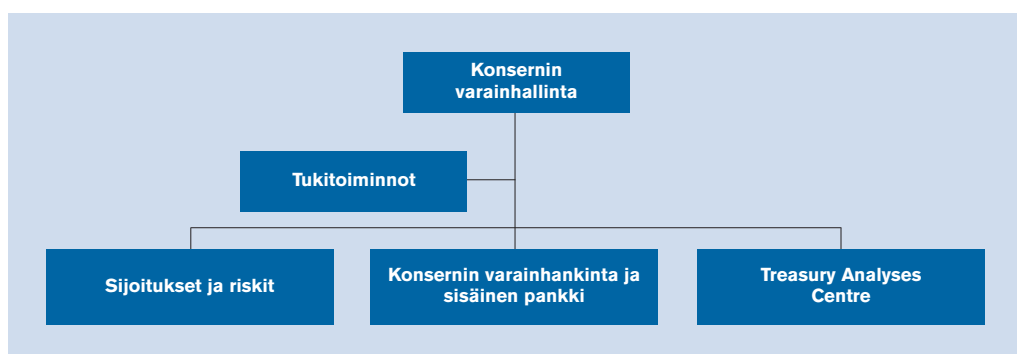 Konsernin
varainhallinta
Tukitoiminnot
Sijoitukset ja riskit
Konsernin varainhankinta ja
sisäinen pankki
Treasury Analyses
Centre